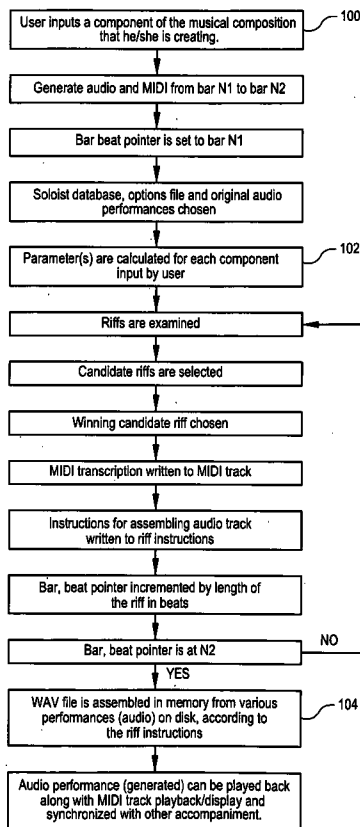 User inputs a component of the musical composition
that he/she is creating.
100
Generate audio and MIDI from bar N1 to bar N2
Bar beat pointer is set to bar N1
Soloist database, options file and original audio
performances chosen
Parameter(s) are calculated for each component
input by user
102
Riffs are examined
Candidate riffs are selected
Winning candidate riff chosen
MIDI transcription written to MIDI track
Instructions for assembling audio track
written to riff instructions
Bar, beat pointer incremented by length of
the riff in beats
Bar, beat pointer is at N2
NO
YES
WAV file is assembled in memory from various
performances (audio) on disk, according to
the riff instructions
104
Audio performance (generated) can be played back
along with MIDI track playback/display and
synchronized with other accompaniment.